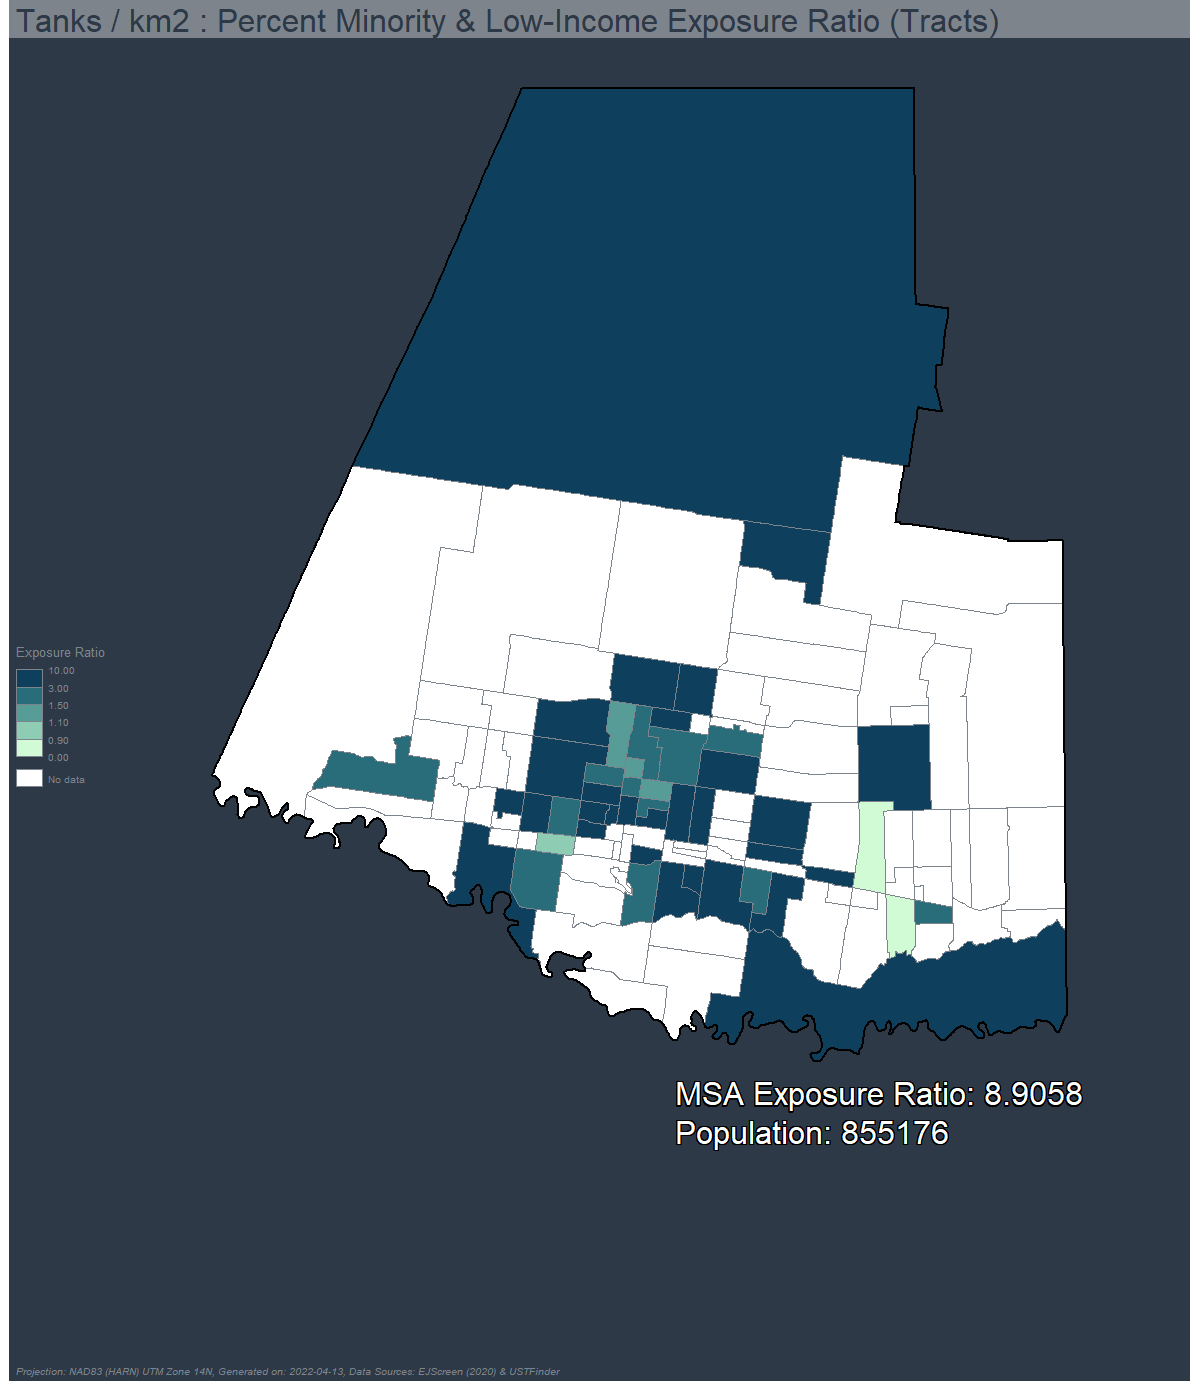 Tanks / km2 : Percent Minority & Low-Income Exposure Ratio (Tracts)
Exposure Ratio
10.00
3.00
1.50
1.10
0.90
0.00
No data
MSA Exposure Ratio: 8.9058
Population: 855176
Projection: NAD83 (HARN) UTM Zone 14N, Generated on: 2022-04-13, Data Sources: EJScreen (2020) & USTFinder